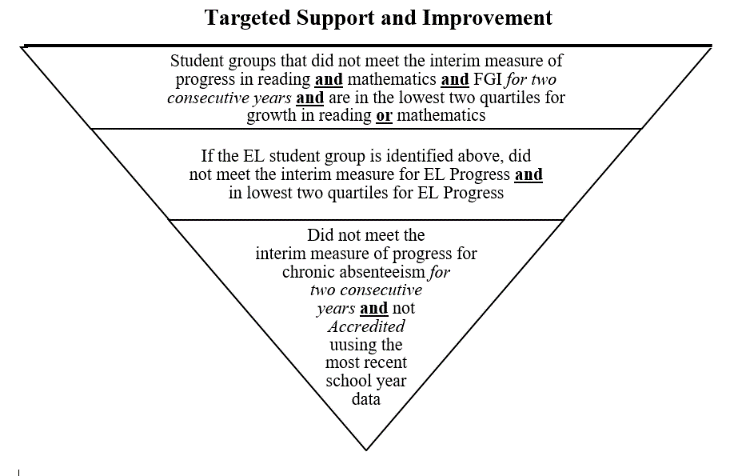 Targeted Support and Improvement
Student groups that did not meet the interim measure of
progress in reading and mathematics and FGI for two
consecutive years and are in the lowest two quartiles for
growth in reading or mathematics
If the EL student group is identified above, did
not meet the interim measure for EL Progress and
in lowest two quartiles for EL Progress
Did not meet the
interim measure of progress for
chronic absenteeism for
two consecutive
years and not
Accredited
uusing the
most recent
school year
data